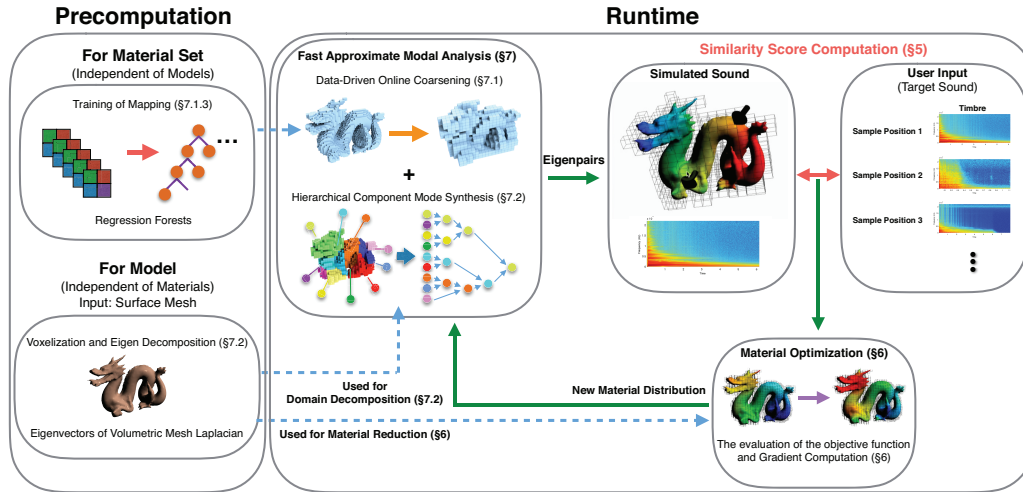 Precomputation
Runtime
For Material Set
(Independent of Models)
Training of Mapping (§7.1.3)
...
Regression Forests
For Model
(Independent of Materials)
Input: Surface Mesh
Voxelization and Eigen Decomposition (§7.2)
Eigenvectors of Volumetric Mesh Laplacian
Fast Approximate Modal Analysis (§7)
Data-Driven Online Coarsening (§7.1)
+
Hierarchical Component Mode Synthesis (§7.2)
Eigenpairs
Similarity Score Computation (§5)
Simulated Sound
Time
User Input
(Target Sound)
Timbre
Sample Position 1
Sample Position 2
Sample Position 3
Used for
Domain Decomposition (§7.2)
New Material Distribution
Used for Material Reduction (§6)
Material Optimization (§6)
The evaluation of the objective function
and Gradient Computation (§6)